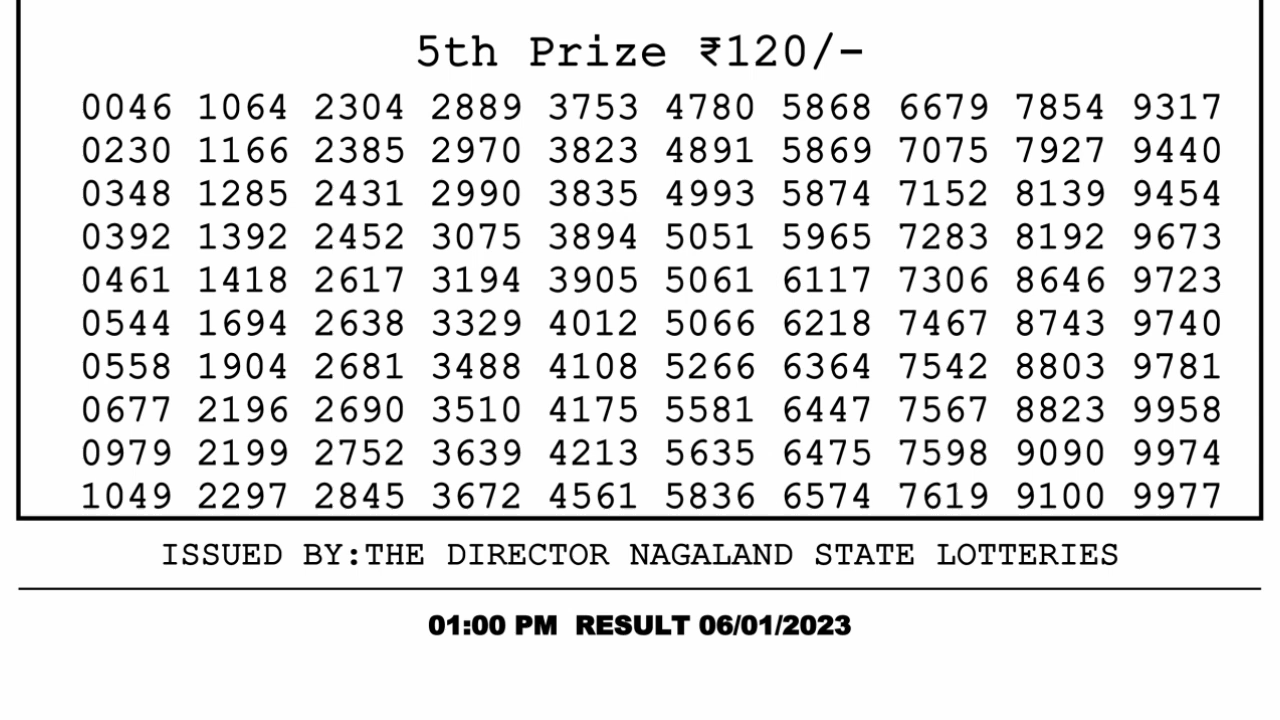 5th Prize ₹120/-
0046 1064 2304 2889 3753 4780 5868 6679 7854 9317
0230 1166 2385 2970 3823 4891 5869 7075 7927 9440
0348 1285 2431 2990 3835 4993 5874 7152 8139 9454
0392 1392 2452 3075 3894 5051 5965 7283 8192 9673
0461 1418 2617 3194 3905 5061 6117 7306 8646 9723
0544 1694 2638 3329 4012 5066 6218 7467 8743 9740
0558 1904 2681 3488 4108 5266 6364 7542 8803 9781
0677 2196 2690 3510 4175 5581 6447 7567 8823 9958
0979 2199 2752 3639 4213 5635 6475 7598 9090 9974
1049 2297 2845 3672 4561 5836 6574 7619 9100 9977
ISSUED BY:THE DIRECTOR NAGALAND STATE LOTTERIES
01:00 PM RESULT 06/01/2023